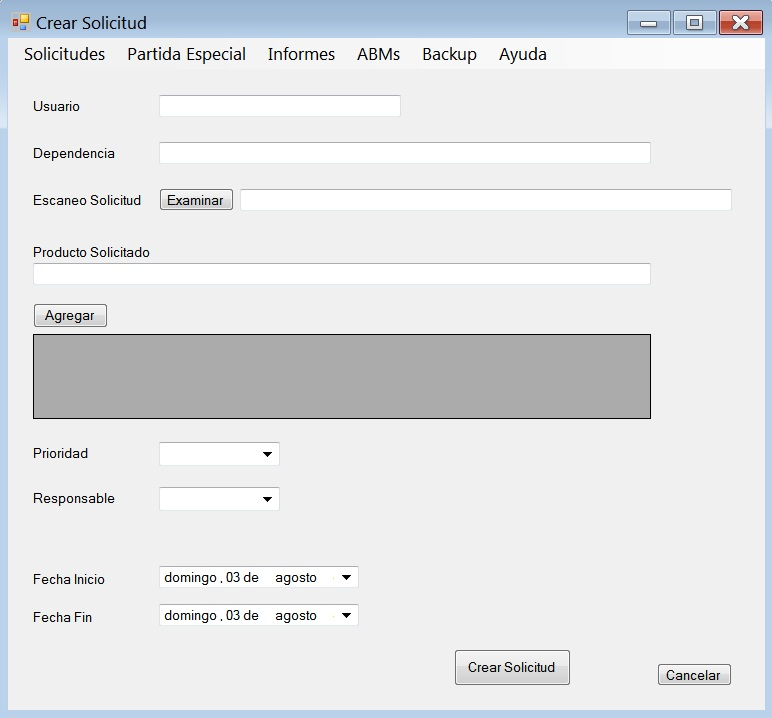 Crear Solicitud
Solicitudes Partida Especial Informes ABMs Backup Ayuda
Usuario
Dependencia
Escaneo Solicitud Examinar
Producto Solicitado
Agregar
Prioridad
Responsable
Fecha Inicio domingo , 03 de agosto
Fecha Fin domingo , 03 de agosto
Crear Solicitud
Cancelar